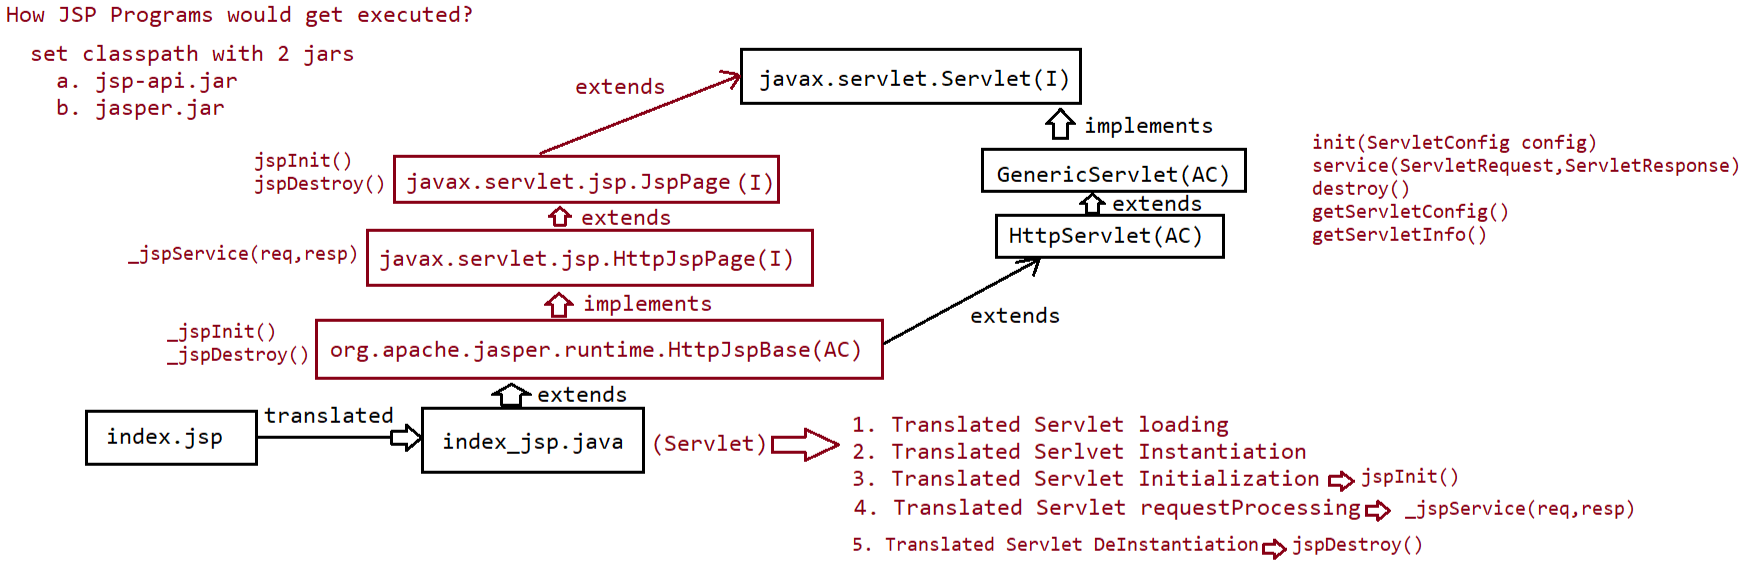 How JSP Programs would get executed?
set classpath with 2 jars
a. jsp-api.jar
b. jasper.jar
extends
javax.servlet.Servlet(I)
implements
jspInit()
jspDestroy()
javax.servlet.jsp.JspPage (I)
GenericServlet(AC)
init(ServletConfig config)
service(ServletRequest,ServletResponse)
destroy()
getServletConfig()
getServletInfo()
extends
extends
_jspService(req,resp)
javax.servlet.jsp.HttpJspPage(I)
HttpServlet(AC)
implements
extends
_jspInit()
_jspDestroy()
org.apache.jasper.runtime.HttpJspBase(AC)
extends
index.jsp
translated
index_jsp.java
(Servlet)
1. Translated Servlet loading
2. Translated Serlvet Instantiation
3. Translated Servlet Initialization
jspInit()
4. Translated Servlet requestProcessing
_jspService(req,resp)
5. Translated Servlet DeInstantiation
jspDestroy()